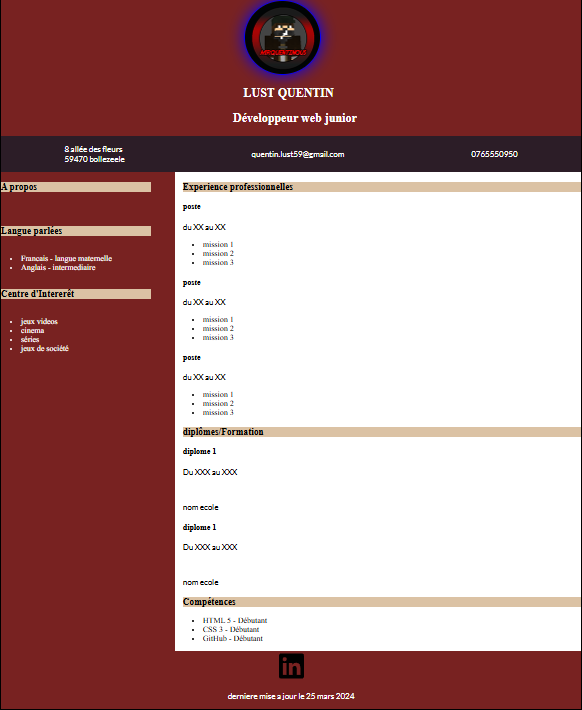 LUST QUENTIN
Développeur web junior
8 allée des fleurs
59470 bollezeele
quentin.lust59@gmail.com
0765550950
A propos
Langue parlées
Francais - langue maternelle
Anglais - intermediaire
Centre d'Intererêt
jeux videos
cinema
séries
jeux de société
Experience professionnelles
poste
du XX au XX
mission 1
mission 2
mission 3
poste
du XX au XX
mission 1
mission 2
mission 3
poste
du XX au XX
mission 1
mission 2
mission 3
diplômes/Formation
diplome 1
Du XXX au XXX
nom ecole
diplome 1
Du XXX au XXX
nom ecole
Compétences
HTML 5 - Débutant
CSS 3 - Débutant
GitHub - Débutant
in
derniere mise a jour le 25 mars 2024